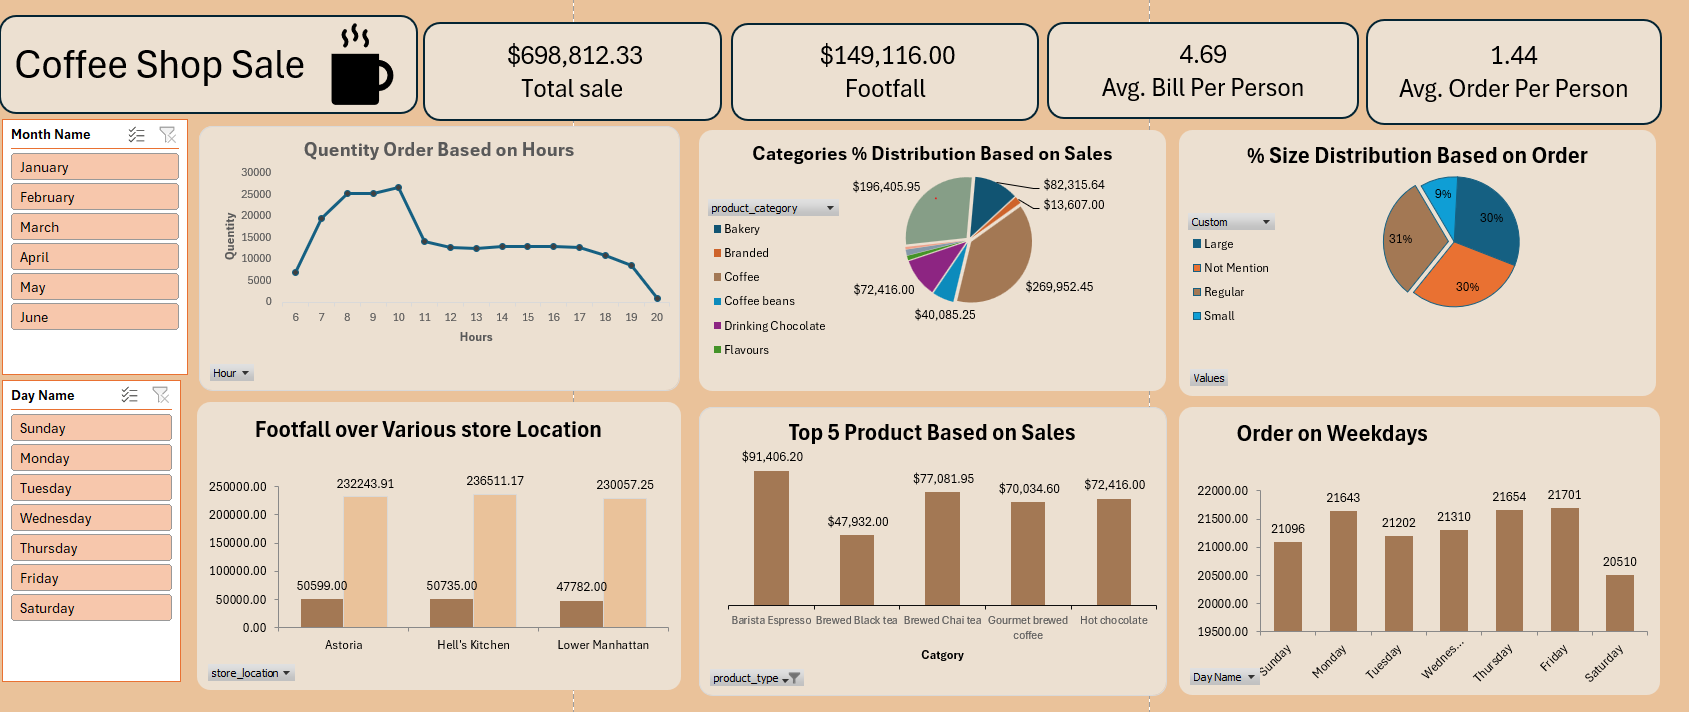 Coffee Shop Sale
$698,812.33
Total sale
$149,116.00
Footfall
4.69
Avg. Bill Per Person
1.44
Avg. Order Per Person
Month Name
January
February
March
April
May
June
Day Name
Sunday
Monday
Tuesday
Wednesday
Thursday
Friday
Saturday
Quentity Order Based on Hours
Quentity
30000
25000
20000
15000
10000
5000
0
6 7 8 9 10 11 12 13 14 15 16 17 18 19 20
Hours
Hour
Categories % Distribution Based on Sales
product_category
Bakery
Branded
Coffee
Coffee beans
Drinking Chocolate
Flavours
$196,405.95
$82,315.64
$13,607.00
$72,416.00
$269,952.45
$40,085.25
% Size Distribution Based on Order
Custom
Large
Not Mention
Regular
Small
9%
30%
31%
30%
Values
Footfall over Various store Location
250000.00
200000.00
150000.00
100000.00
50000.00
0.00
232243.91
236511.17
230057.25
50599.00
50735.00
47782.00
Astoria
Hell's Kitchen
Lower Manhattan
store_location
Top 5 Product Based on Sales
$91,406.20
$47,932.00
$77,081.95
$70,034.60
$72,416.00
Barista Espresso
Brewed Black tea
Brewed Chai tea
Gourmet brewed
coffee
Hot chocolate
Catgory
product_type
Order on Weekdays
22000.00
21500.00
21000.00
20500.00
20000.00
19500.00
21096
21643
21202
21310
21654
21701
20510
Sunday
Monday
Tuesday
Wednes...
Thursday
Friday
Saturday
Day Name